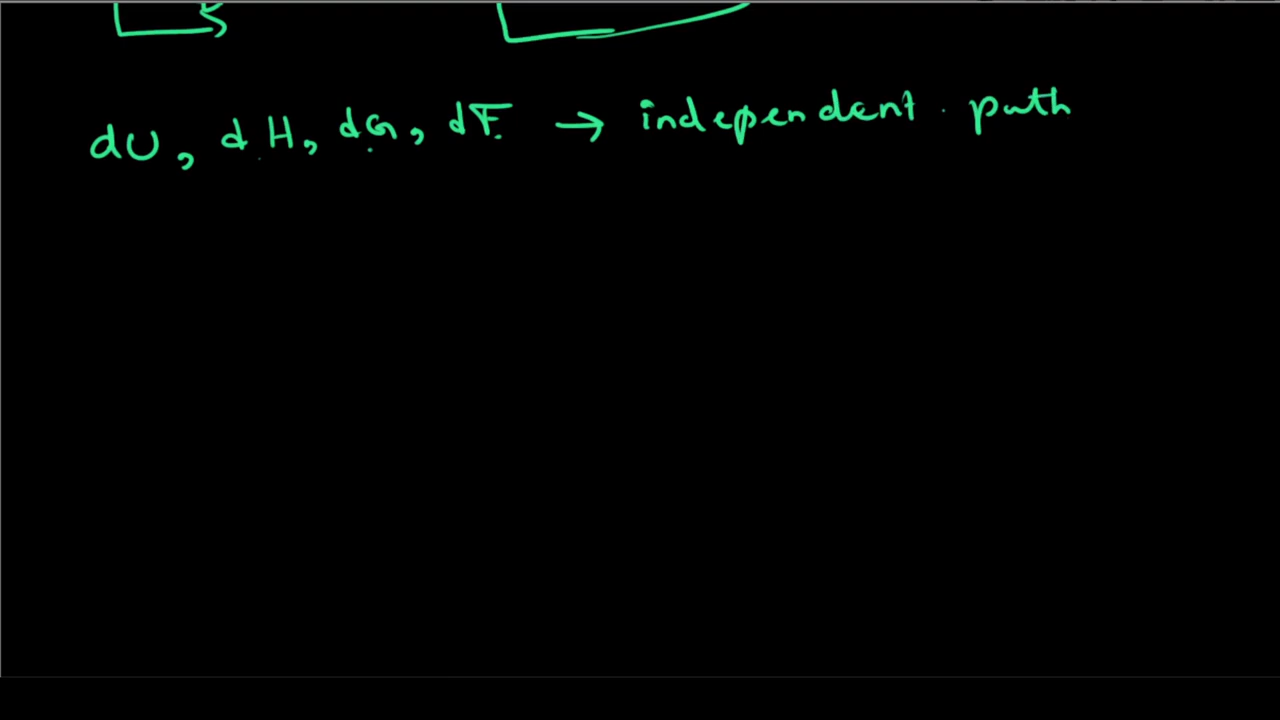 dU, dH, dG, dF → independent path